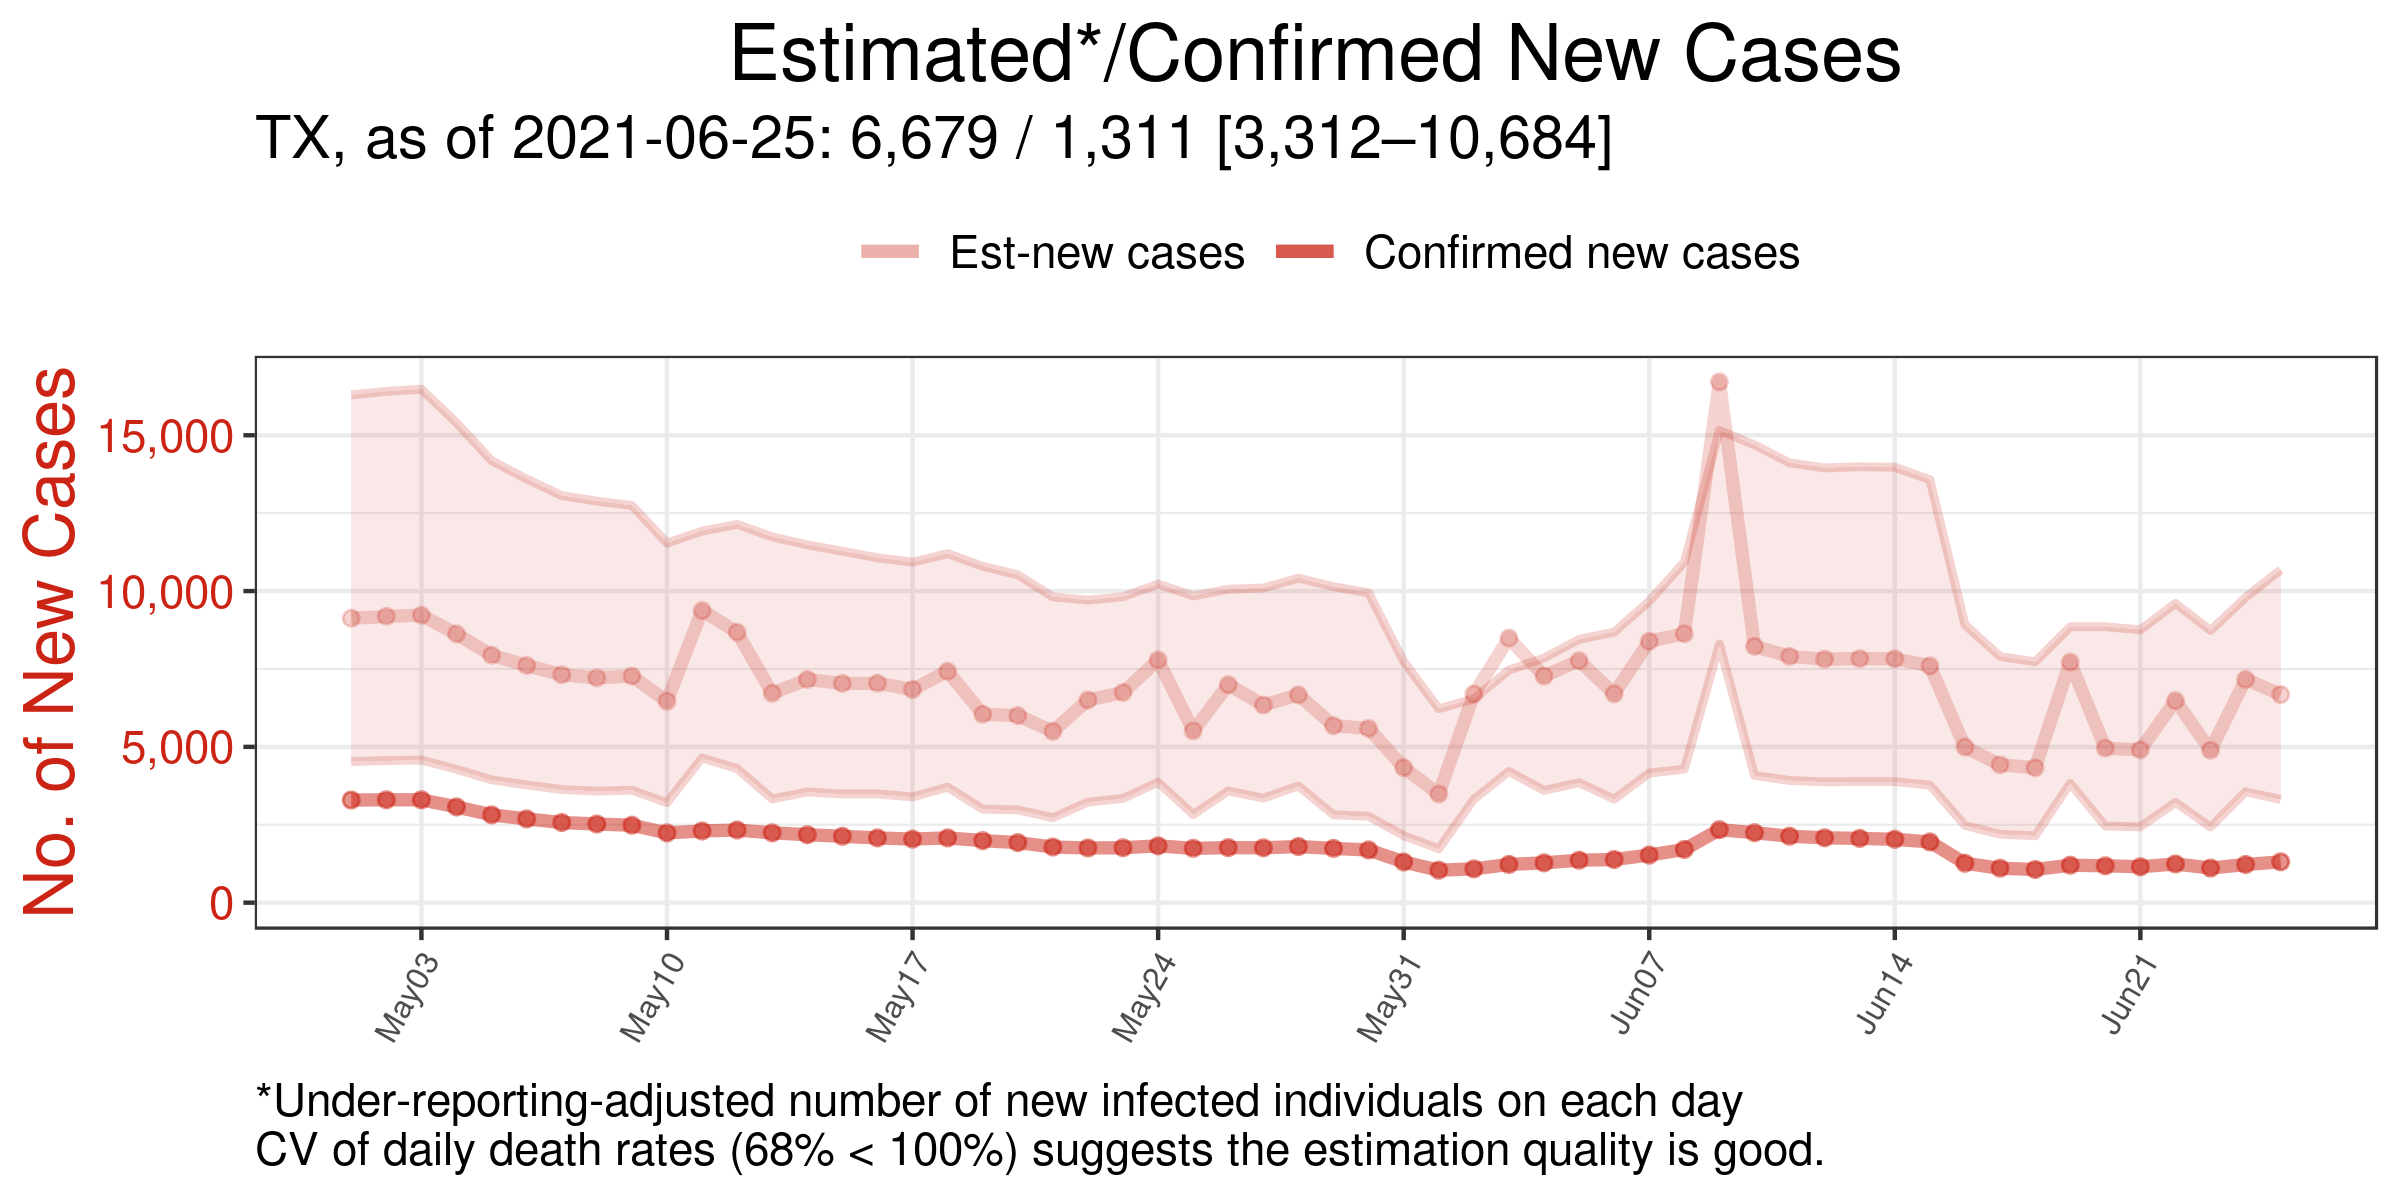 Estimated*/Confirmed New Cases
TX, as of 2021-06-25: 6,679 / 1,311 [3,312–10,684]
Est-new cases
Confirmed new cases
No. of New Cases
15,000
10,000
5,000
0
May03
May10
May17
May24
May31
Jun07
Jun14
Jun21
*Under-reporting-adjusted number of new infected individuals on each day
CV of daily death rates (68% < 100%) suggests the estimation quality is good.